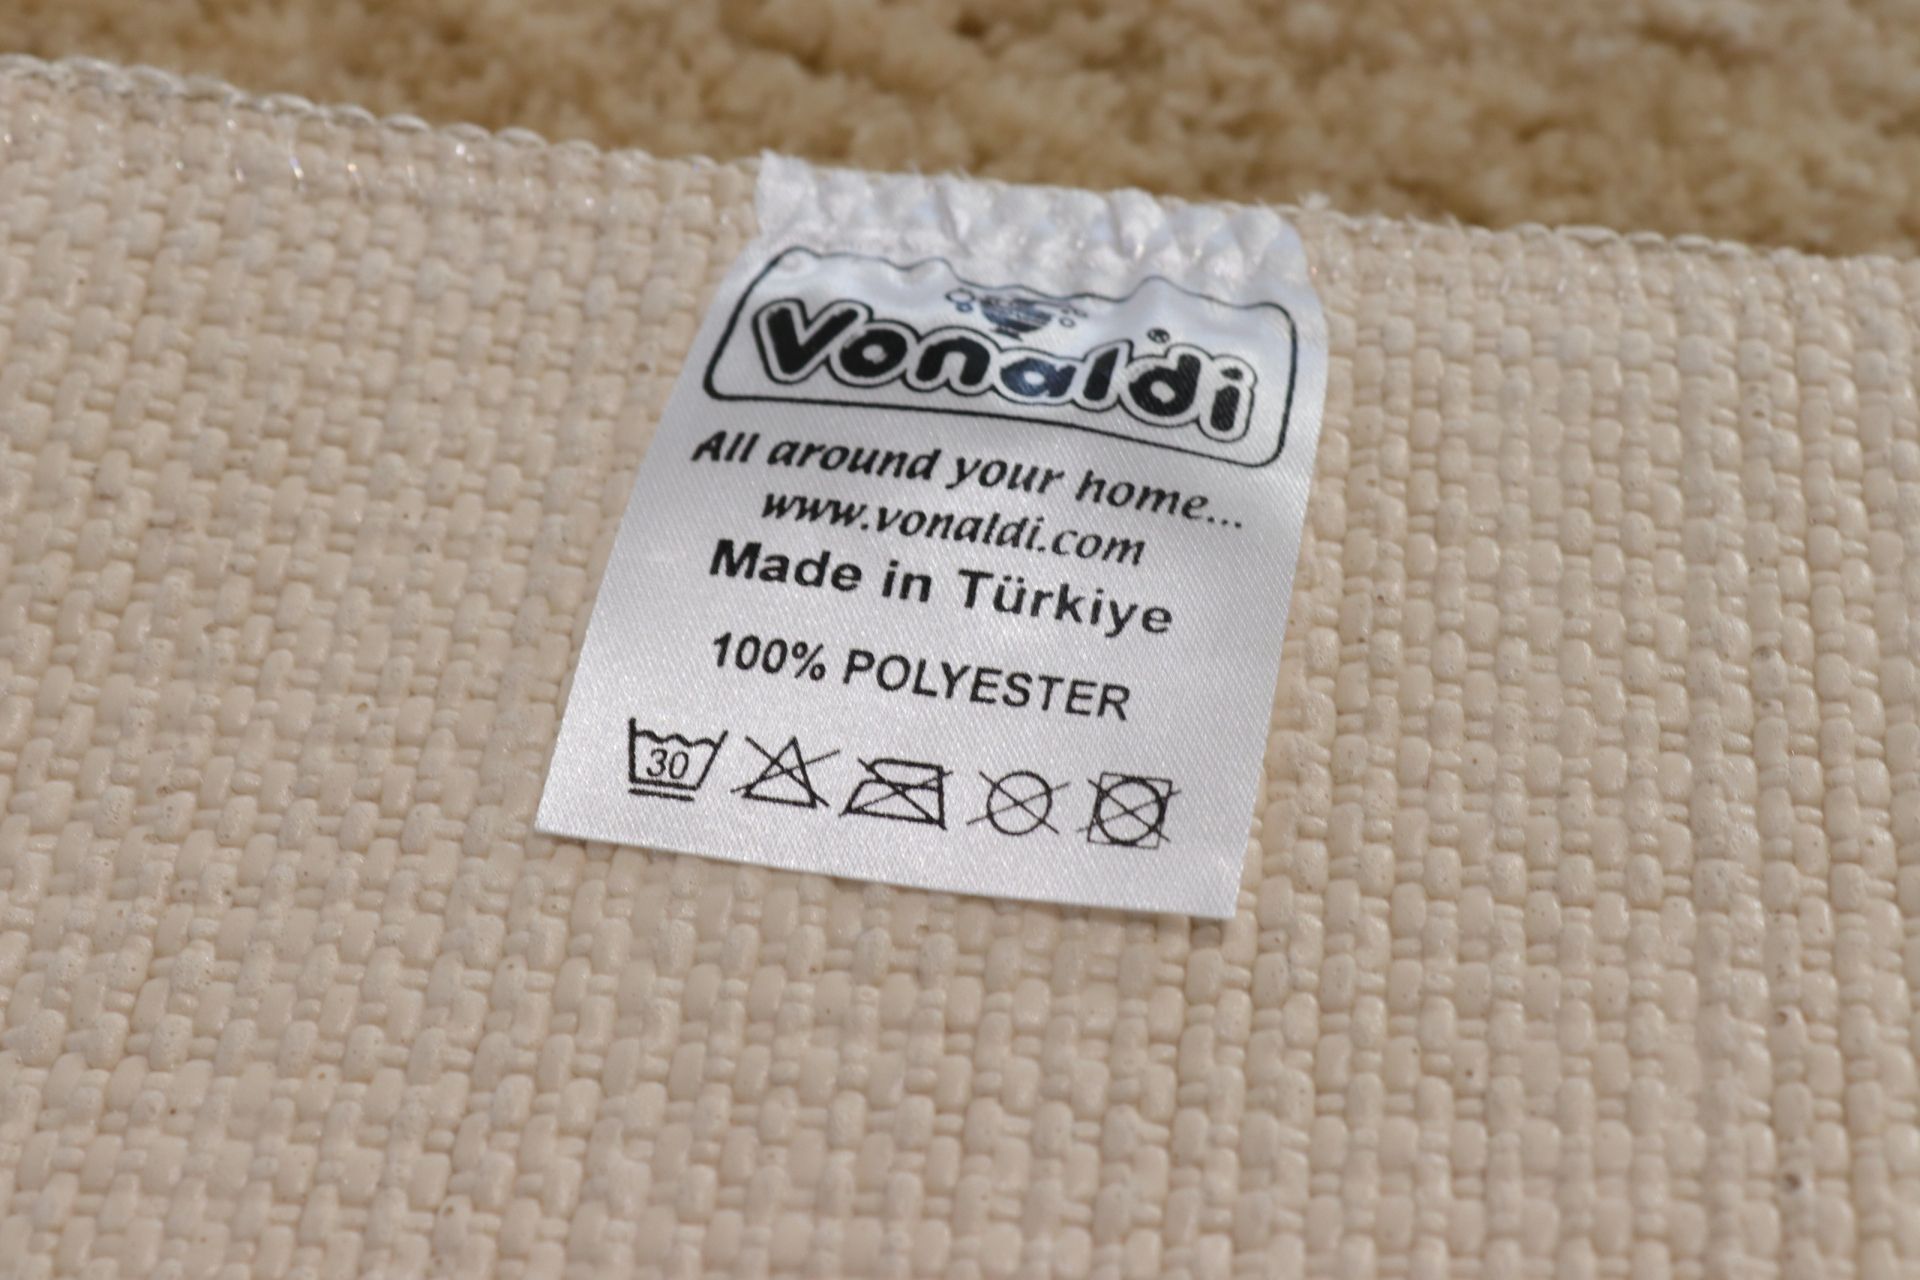 Vonaldi®
All around your home...
www.vonaldi.com
Made in Türkiye
100% POLYESTER
30